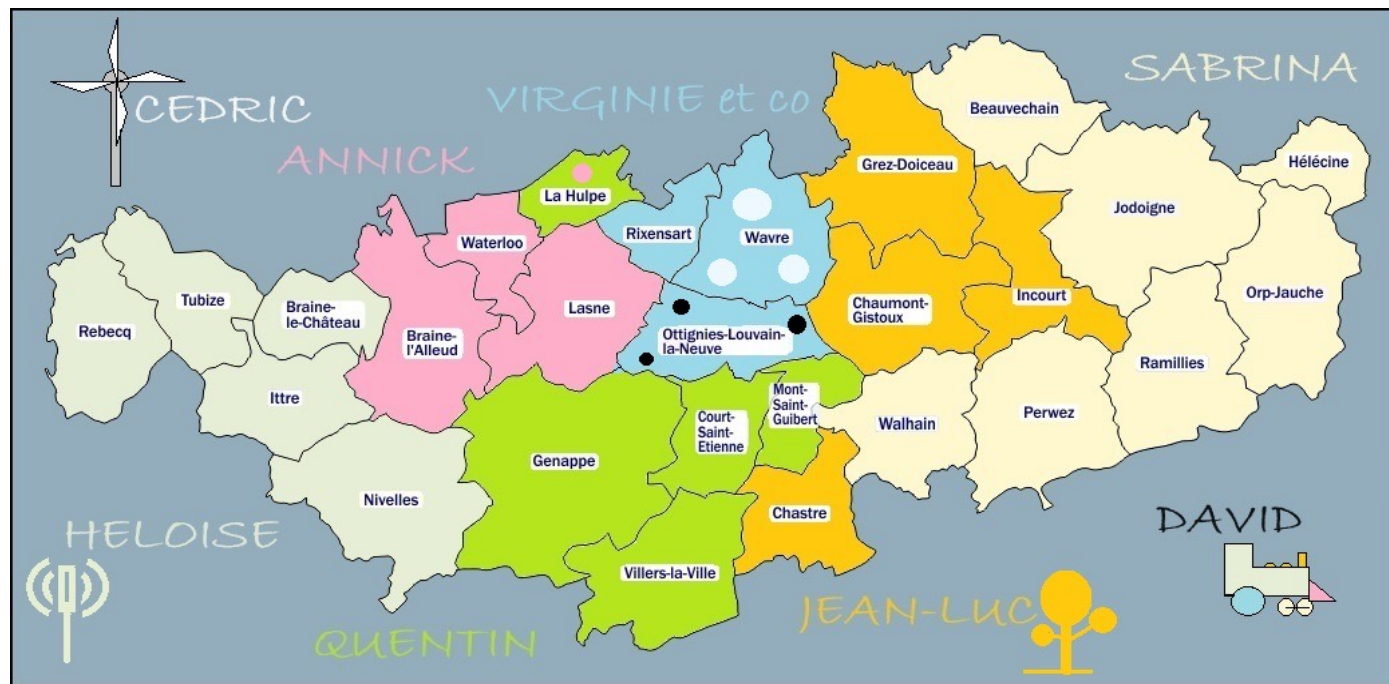 SABRINA
CEDRIC
VIRGINIE et co
ANNICK
Beauvechain
Grez-Doiceau
Hélécine
La Hulpe
Jodoigne
Waterloo
Rixensart
Wavre
Tubize
Braine-
le-Château
Lasne
Chaumont-
Gistoux
Incourt
Orp-Jauche
Rebecq
Braine-
l'Alleud
Ottignies-Louvain-
la-Neuve
Ramillies
Ittre
Mont-
Saint-
Guibert
Court-
Saint-
Etienne
Walhain
Perwez
Genappe
Nivelles
Chastre
DAVID
HELOISE
Villers-la-Ville
JEAN-LUC
QUENTIN